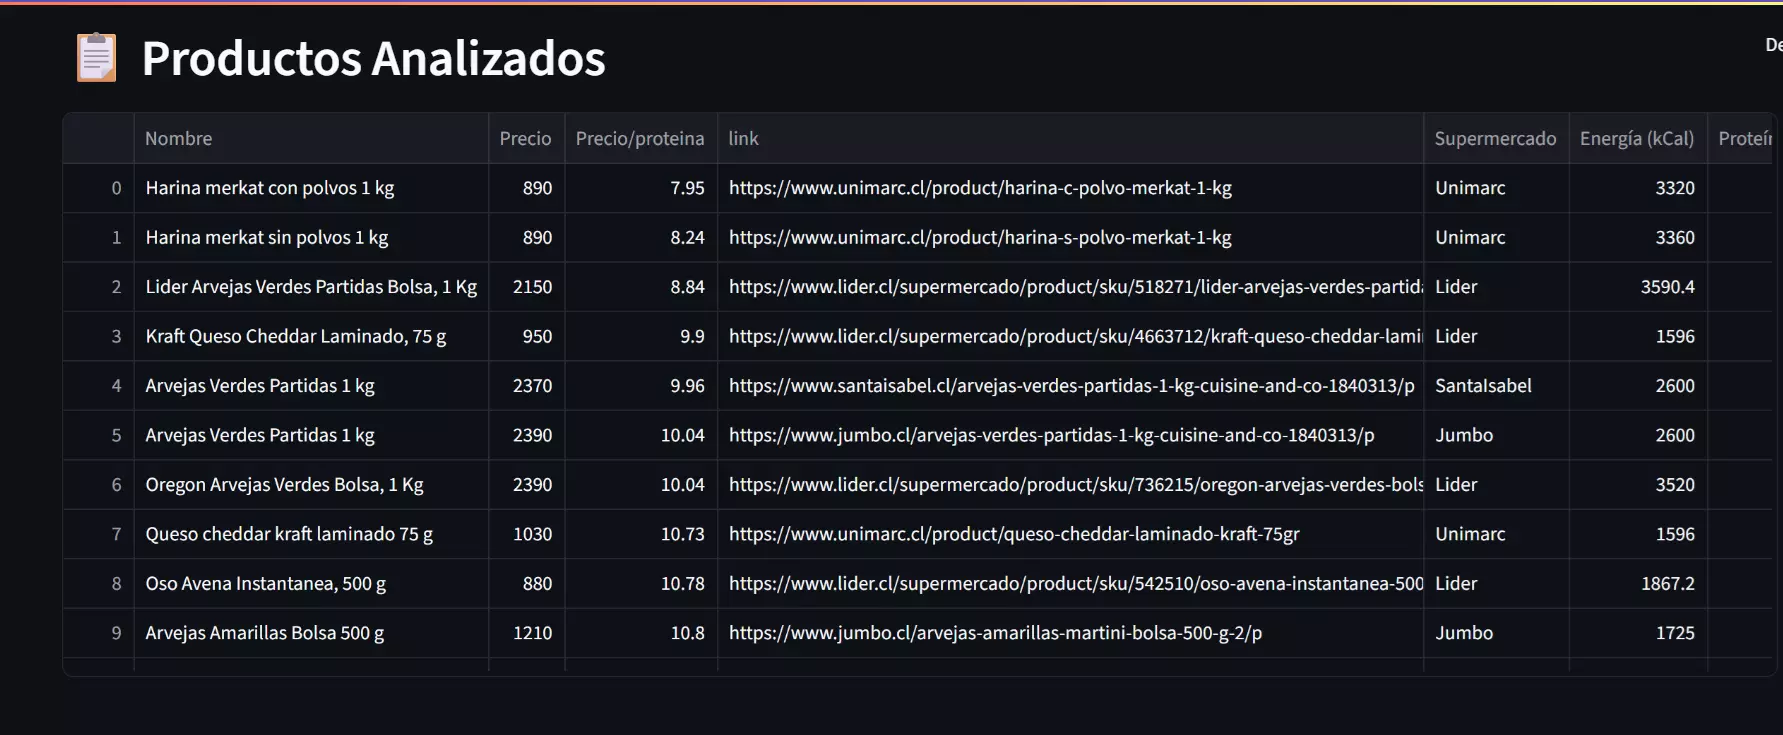 Productos Analizados
De
Nombre Precio Precio/proteina link Supermercado Energía (kCal) Proteín
0 Harina merkat con polvos 1 kg 890 7.95 https://www.unimarc.cl/product/harina-c-polvo-merkat-1-kg Unimarc 3320
1 Harina merkat sin polvos 1 kg 890 8.24 https://www.unimarc.cl/product/harina-s-polvo-merkat-1-kg Unimarc 3360
2 Lider Arvejas Verdes Partidas Bolsa, 1 Kg 2150 8.84 https://www.lider.cl/supermercado/product/sku/518271/lider-arvejas-verdes-partida Lider 3590.4
3 Kraft Queso Cheddar Laminado, 75 g 950 9.9 https://www.lider.cl/supermercado/product/sku/4663712/kraft-queso-cheddar-lami Lider 1596
4 Arvejas Verdes Partidas 1 kg 2370 9.96 https://www.santaisabel.cl/arvejas-verdes-partidas-1-kg-cuisine-and-co-1840313/p SantaIsabel 2600
5 Arvejas Verdes Partidas 1 kg 2390 10.04 https://www.jumbo.cl/arvejas-verdes-partidas-1-kg-cuisine-and-co-1840313/p Jumbo 2600
6 Oregon Arvejas Verdes Bolsa, 1 Kg 2390 10.04 https://www.lider.cl/supermercado/product/sku/736215/oregon-arvejas-verdes-bols Lider 3520
7 Queso cheddar kraft laminado 75 g 1030 10.73 https://www.unimarc.cl/product/queso-cheddar-laminado-kraft-75gr Unimarc 1596
8 Oso Avena Instantanea, 500 g 880 10.78 https://www.lider.cl/supermercado/product/sku/542510/oso-avena-instantanea-500 Lider 1867.2
9 Arvejas Amarillas Bolsa 500 g 1210 10.8 https://www.jumbo.cl/arvejas-amarillas-martini-bolsa-500-g-2/p Jumbo 1725